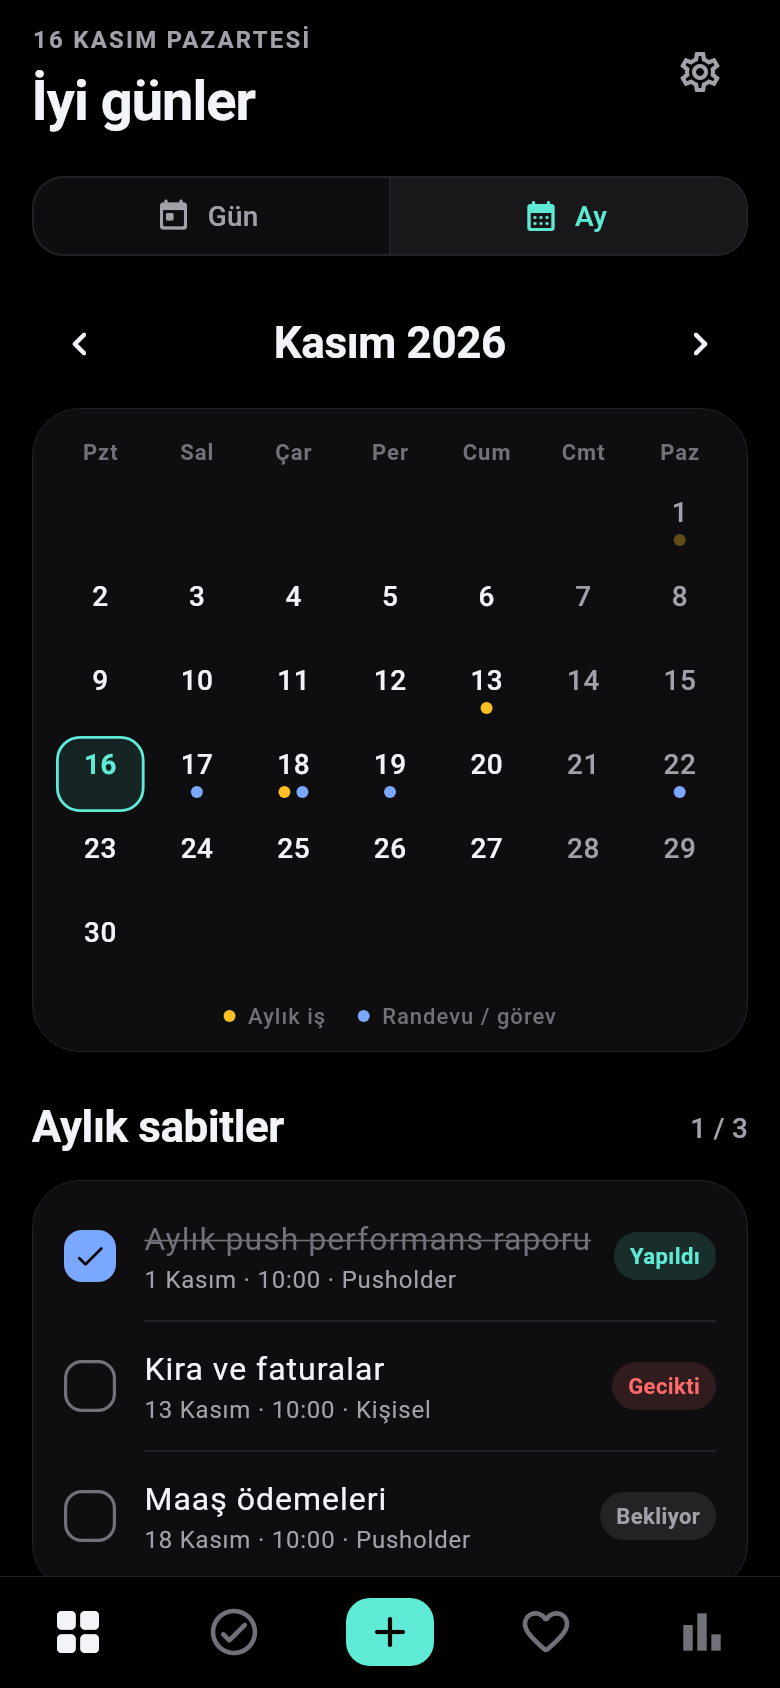 16 KASIM PAZARTESİ
İyi günler
Gün Ay
Kasım 2026
Pzt Sal Çar Per Cum Cmt Paz
1
2 3 4 5 6 7 8
9 10 11 12 13 14 15
16 17 18 19 20 21 22
23 24 25 26 27 28 29
30
Aylık iş Randevu / görev
Aylık sabitler 1 / 3
Aylık push performans raporu
1 Kasım · 10:00 · Pusholder
Yapıldı
Kira ve faturalar
13 Kasım · 10:00 · Kişisel
Gecikti
Maaş ödemeleri
18 Kasım · 10:00 · Pusholder
Bekliyor